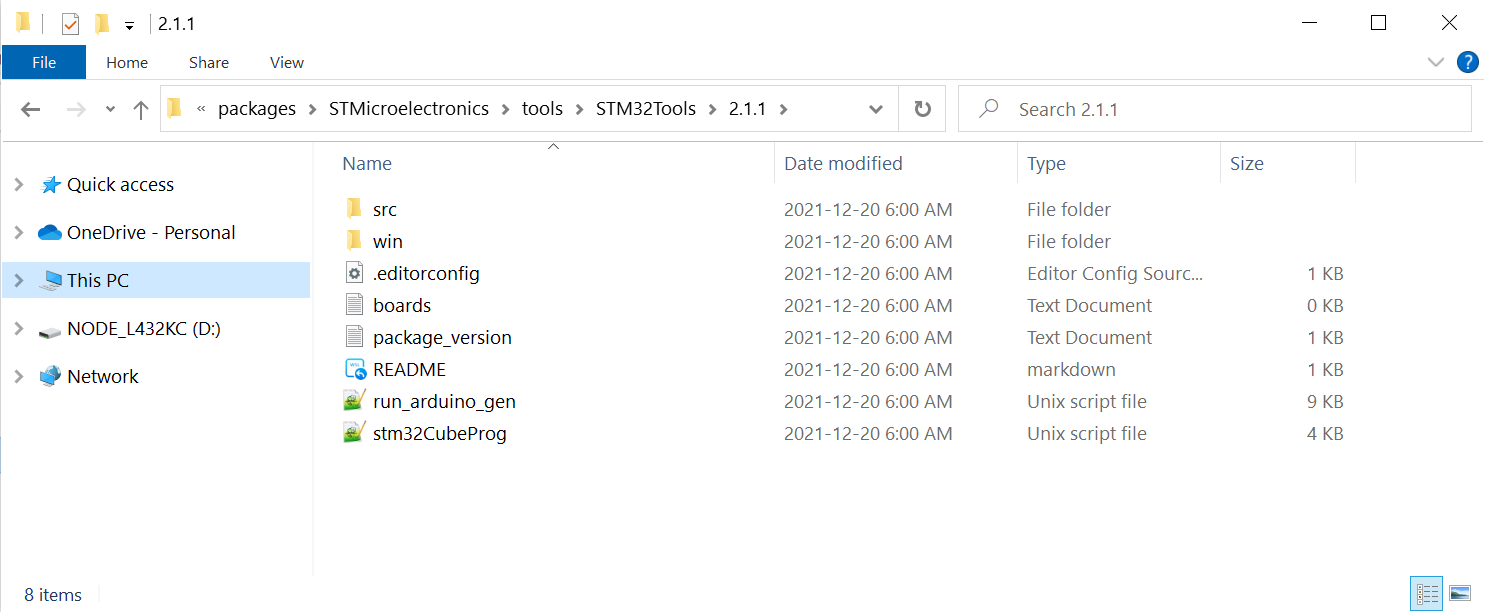 2.1.1
File Home Share View
« packages > STMicroelectronics > tools > STM32Tools > 2.1.1 > Search 2.1.1
Name Date modified Type Size
Quick access
OneDrive - Personal
This PC
NODE_L432KC (D:)
Network
src 2021-12-20 6:00 AM File folder
win 2021-12-20 6:00 AM File folder
.editorconfig 2021-12-20 6:00 AM Editor Config Sourc... 1 KB
boards 2021-12-20 6:00 AM Text Document 0 KB
package_version 2021-12-20 6:00 AM Text Document 1 KB
README 2021-12-20 6:00 AM markdown 1 KB
run_arduino_gen 2021-12-20 6:00 AM Unix script file 9 KB
stm32CubeProg 2021-12-20 6:00 AM Unix script file 4 KB
8 items